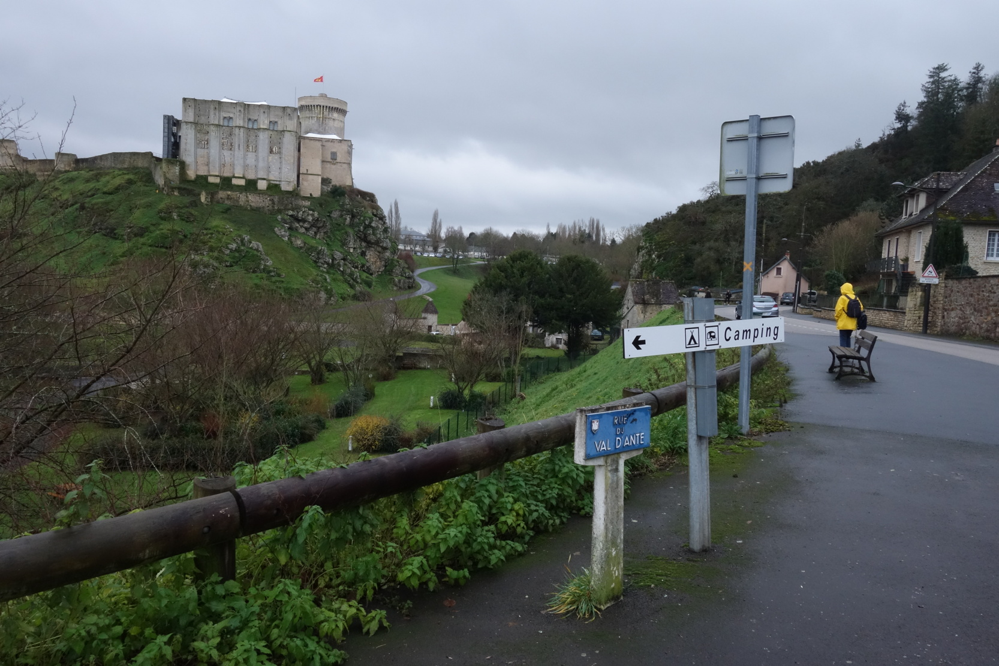 Camping
RUE
DU
VAL D'ANTE